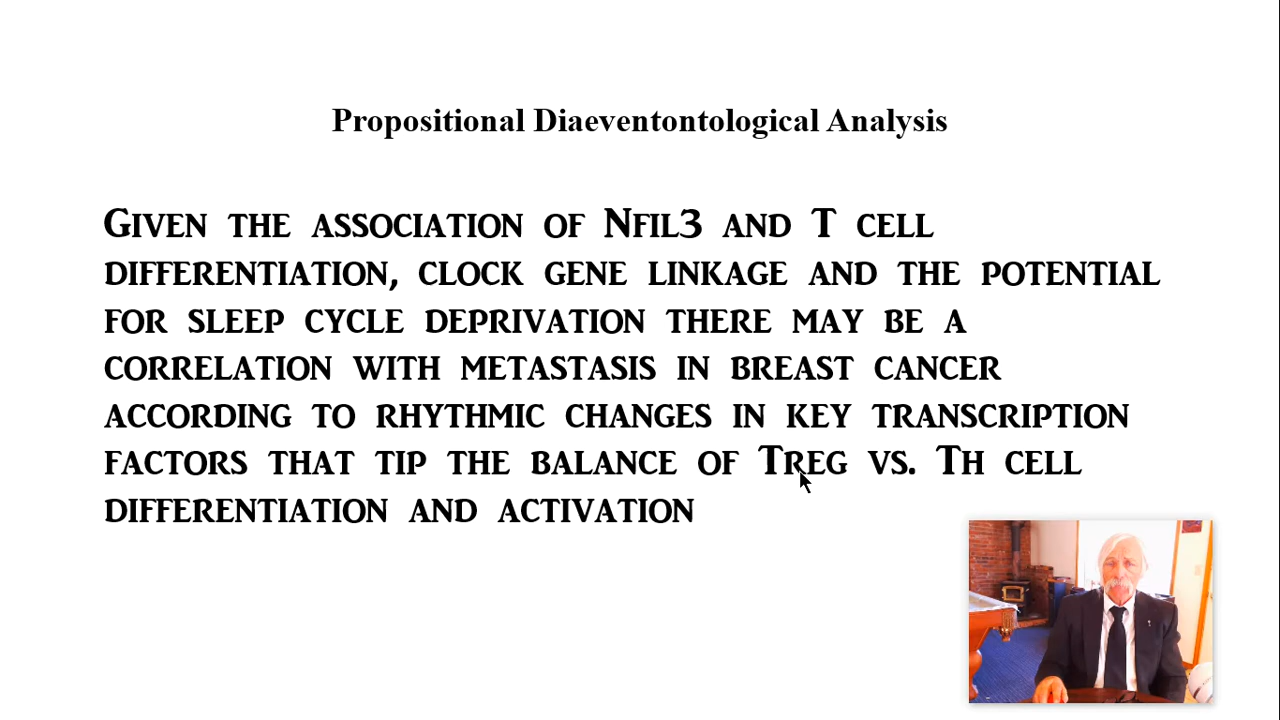 Propositional Diaeventontological Analysis
Given the association of Nfil3 and T cell
differentiation, clock gene linkage and the potential
for sleep cycle deprivation there may be a
correlation with metastasis in breast cancer
according to rhythmic changes in key transcription
factors that tip the balance of Treg vs. Th cell
differentiation and activation